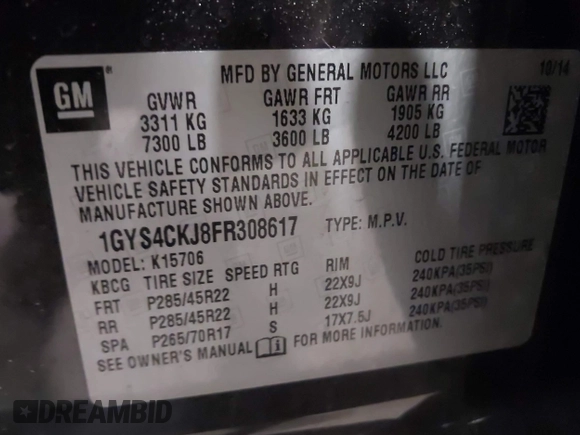 GM
MFD BY GENERAL MOTORS LLC
10/14
GVWR GAWR FRT GAWR RR
3311 KG 1633 KG 1905 KG
7300 LB 3600 LB 4200 LB
THIS VEHICLE CONFORMS TO ALL APPLICABLE U.S. FEDERAL MOTOR
VEHICLE SAFETY STANDARDS IN EFFECT ON THE DATE OF
MANUFACTURE SHOWN ABOVE.
1GYS4CKJ8FR308617 TYPE: M.P.V.
MODEL: K15706
KBCG TIRE SIZE SPEED RTG RIM COLD TIRE PRESSURE
FRT P285/45R22 H 22X9J 240KPA(35PSI)
RR P285/45R22 H 22X9J 240KPA(35PSI)
SPA P265/70R17 S 17X7.5J 240KPA(35PSI)
SEE OWNER'S MANUAL FOR MORE INFORMATION.
DREAMBID